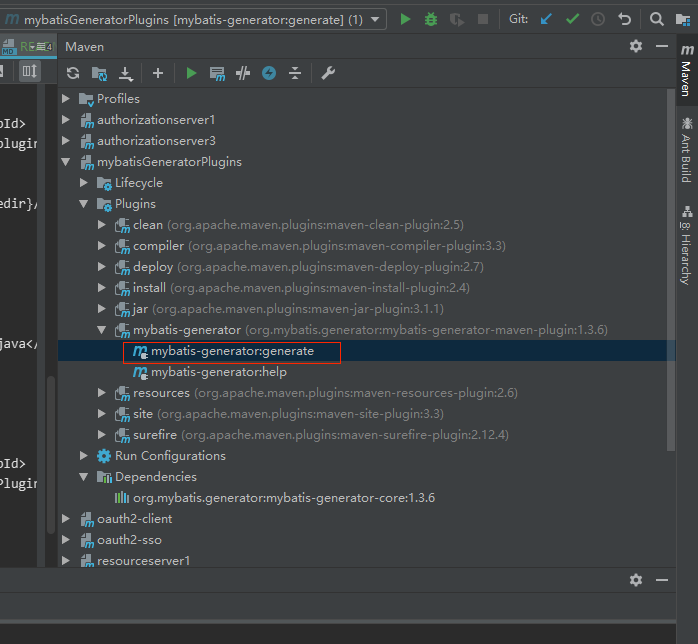 mybatisGeneratorPlugins [mybatis-generator:generate] (1)
Git:
Maven
Profiles
authorizationserver1
authorizationserver3
mybatisGeneratorPlugins
Lifecycle
Plugins
clean (org.apache.maven.plugins:maven-clean-plugin:2.5)
compiler (org.apache.maven.plugins:maven-compiler-plugin:3.3)
deploy (org.apache.maven.plugins:maven-deploy-plugin:2.7)
install (org.apache.maven.plugins:maven-install-plugin:2.4)
jar (org.apache.maven.plugins:maven-jar-plugin:3.1.1)
mybatis-generator (org.mybatis.generator:mybatis-generator-maven-plugin:1.3.6)
mybatis-generator:generate
mybatis-generator:help
resources (org.apache.maven.plugins:maven-resources-plugin:2.6)
site (org.apache.maven.plugins:maven-site-plugin:3.3)
surefire (org.apache.maven.plugins:maven-surefire-plugin:2.12.4)
Run Configurations
Dependencies
org.mybatis.generator:mybatis-generator-core:1.3.6
oauth2-client
oauth2-sso
resourceserver1
pId>
plugin
edir}/
java</
pId>
Plugin
Maven
Ant Build
8: Hierarchy